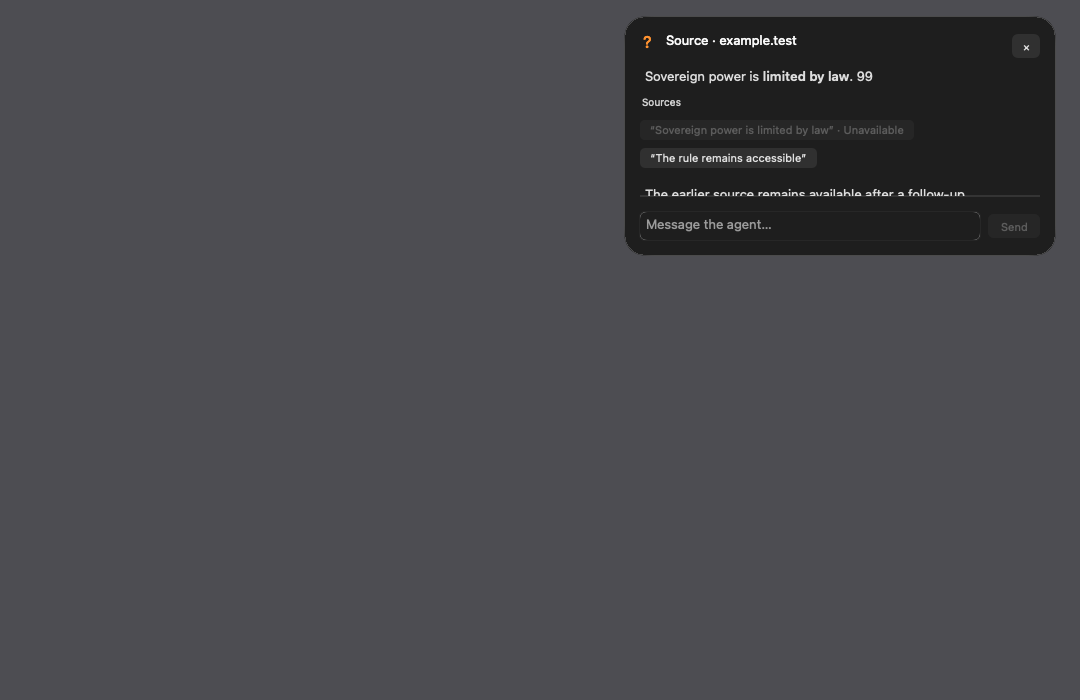 ?
Source · example.test
×
Sovereign power is limited by law. 99
Sources
“Sovereign power is limited by law” · Unavailable
“The rule remains accessible”
The earlier source remains available after a follow-up
Message the agent...
Send